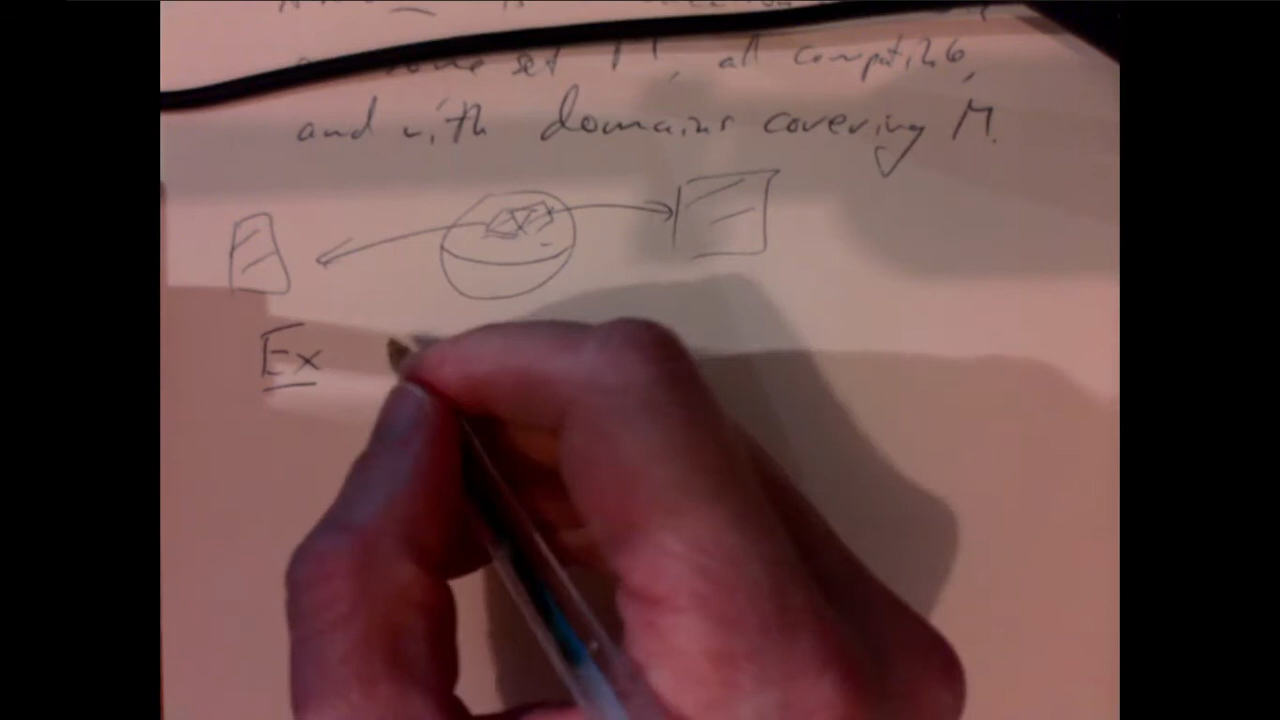 set M, all compatible,
and with domains covering M.
Ex